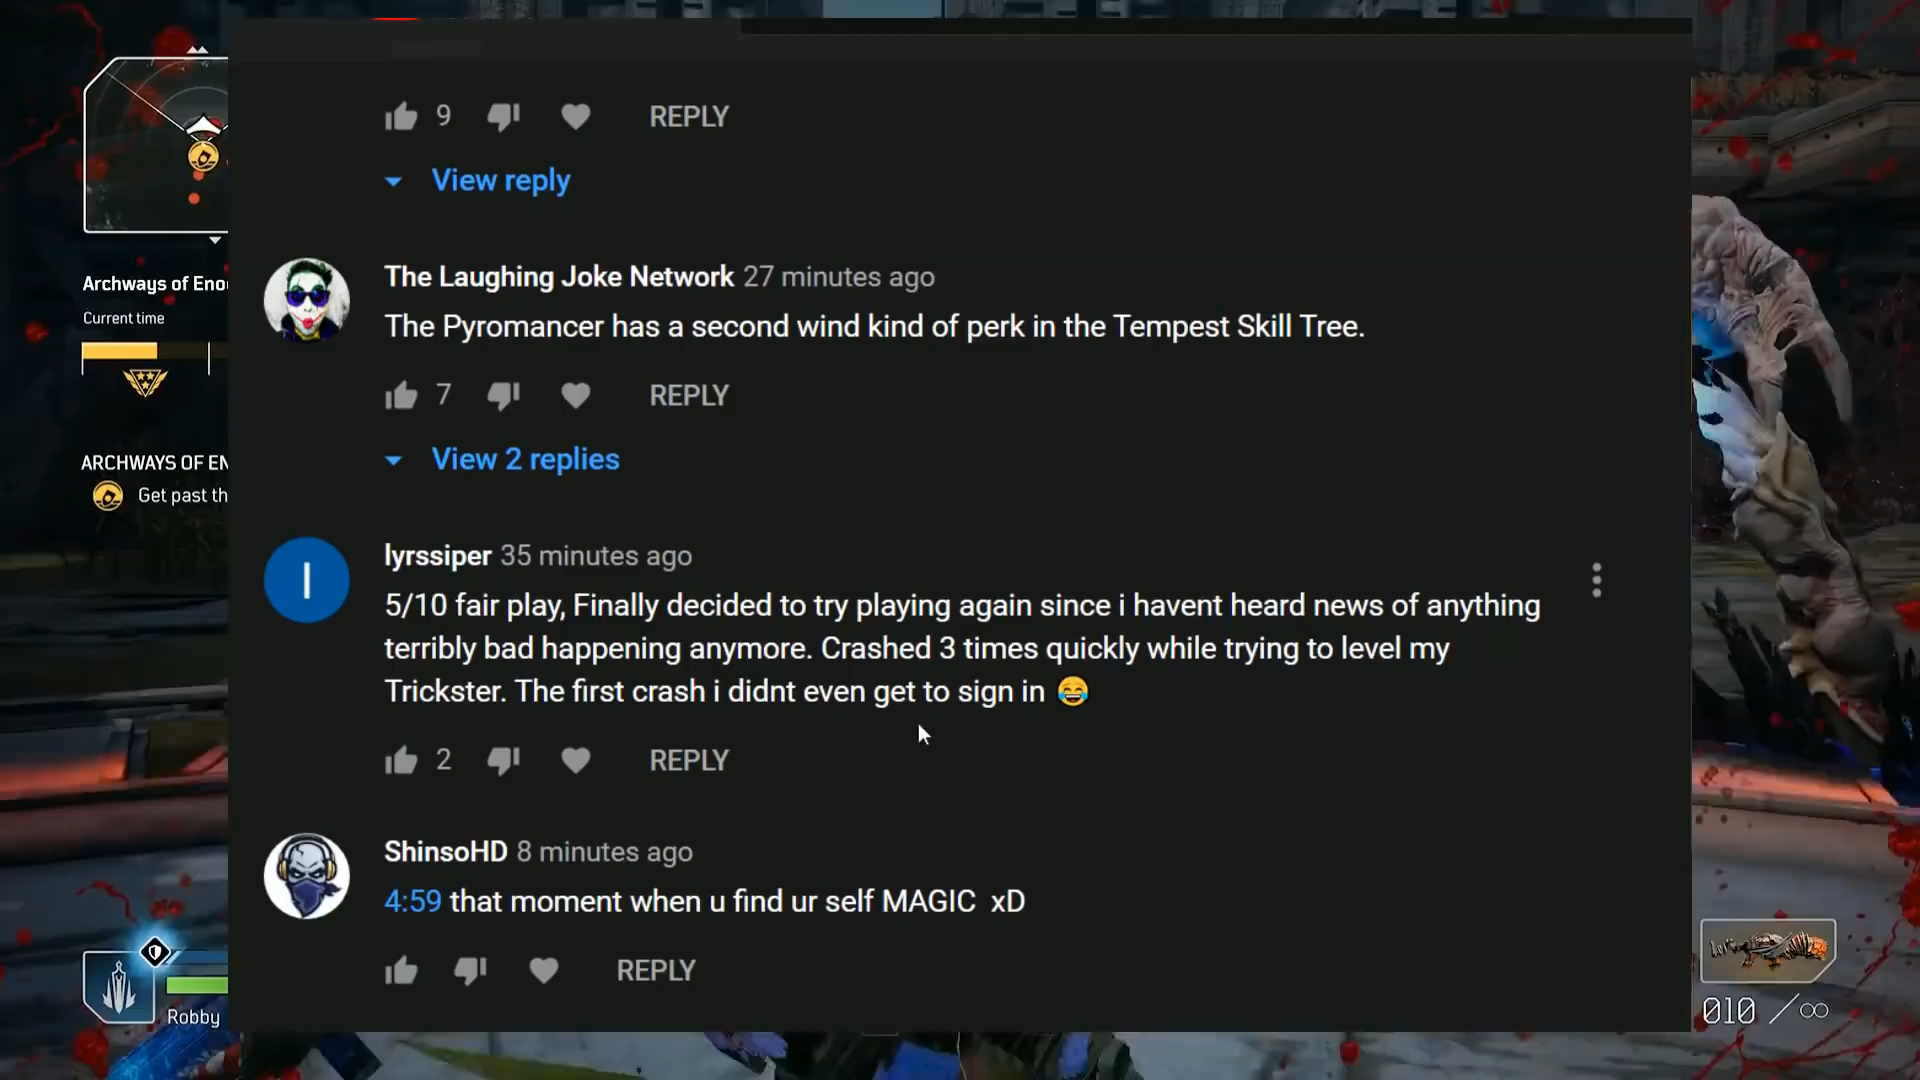 9 REPLY
View reply
The Laughing Joke Network 27 minutes ago
The Pyromancer has a second wind kind of perk in the Tempest Skill Tree.
7 REPLY
View 2 replies
lyrssiper 35 minutes ago
5/10 fair play, Finally decided to try playing again since i havent heard news of anything
terribly bad happening anymore. Crashed 3 times quickly while trying to level my
Trickster. The first crash i didnt even get to sign in 😂
2 REPLY
ShinsoHD 8 minutes ago
4:59 that moment when u find ur self MAGIC xD
REPLY
Archways of Eno
Current time
ARCHWAYS OF EN
Get past th
Robby
010 / ∞
l